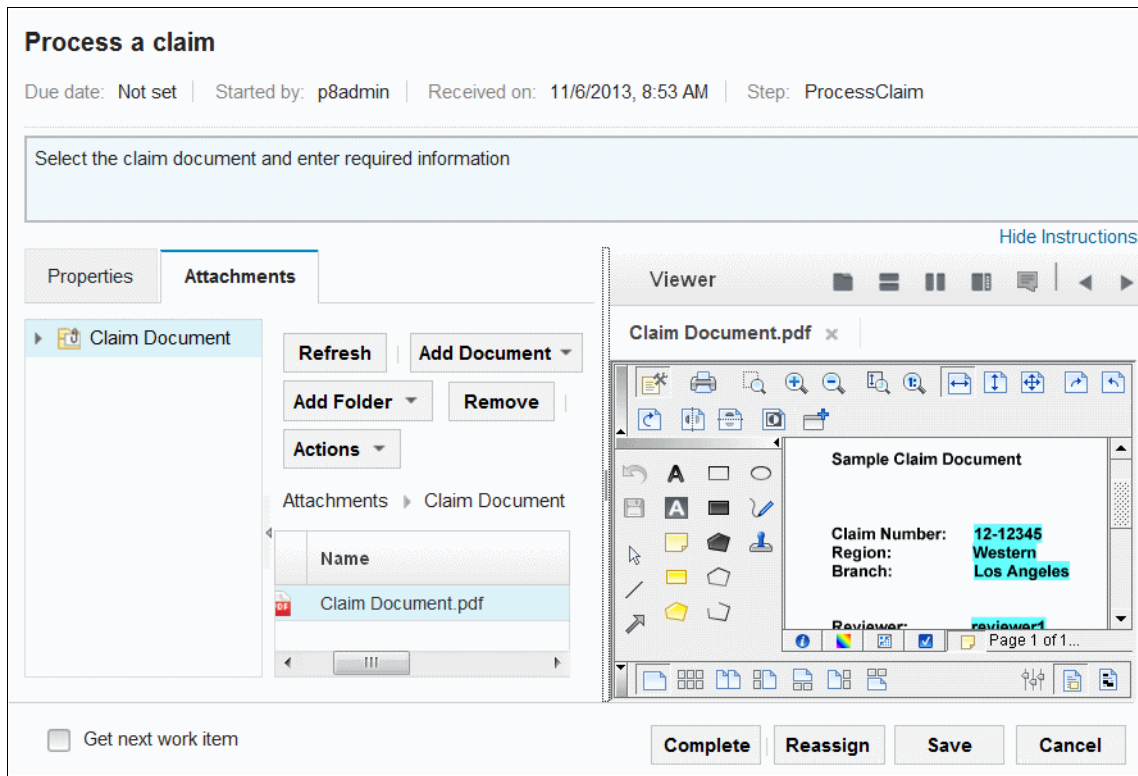 Process a claim
Due date: Not set Started by: p8admin Received on: 11/6/2013, 8:53 AM Step: ProcessClaim
Select the claim document and enter required information
Hide Instructions
Properties Attachments
Claim Document
Refresh Add Document
Add Folder Remove
Actions
Attachments Claim Document
Name
Claim Document.pdf
Viewer
Claim Document.pdf
Sample Claim Document
Claim Number: 12-12345
Region: Western
Branch: Los Angeles
Reviewer: reviewer1
Page 1 of 1...
Get next work item
Complete Reassign Save Cancel